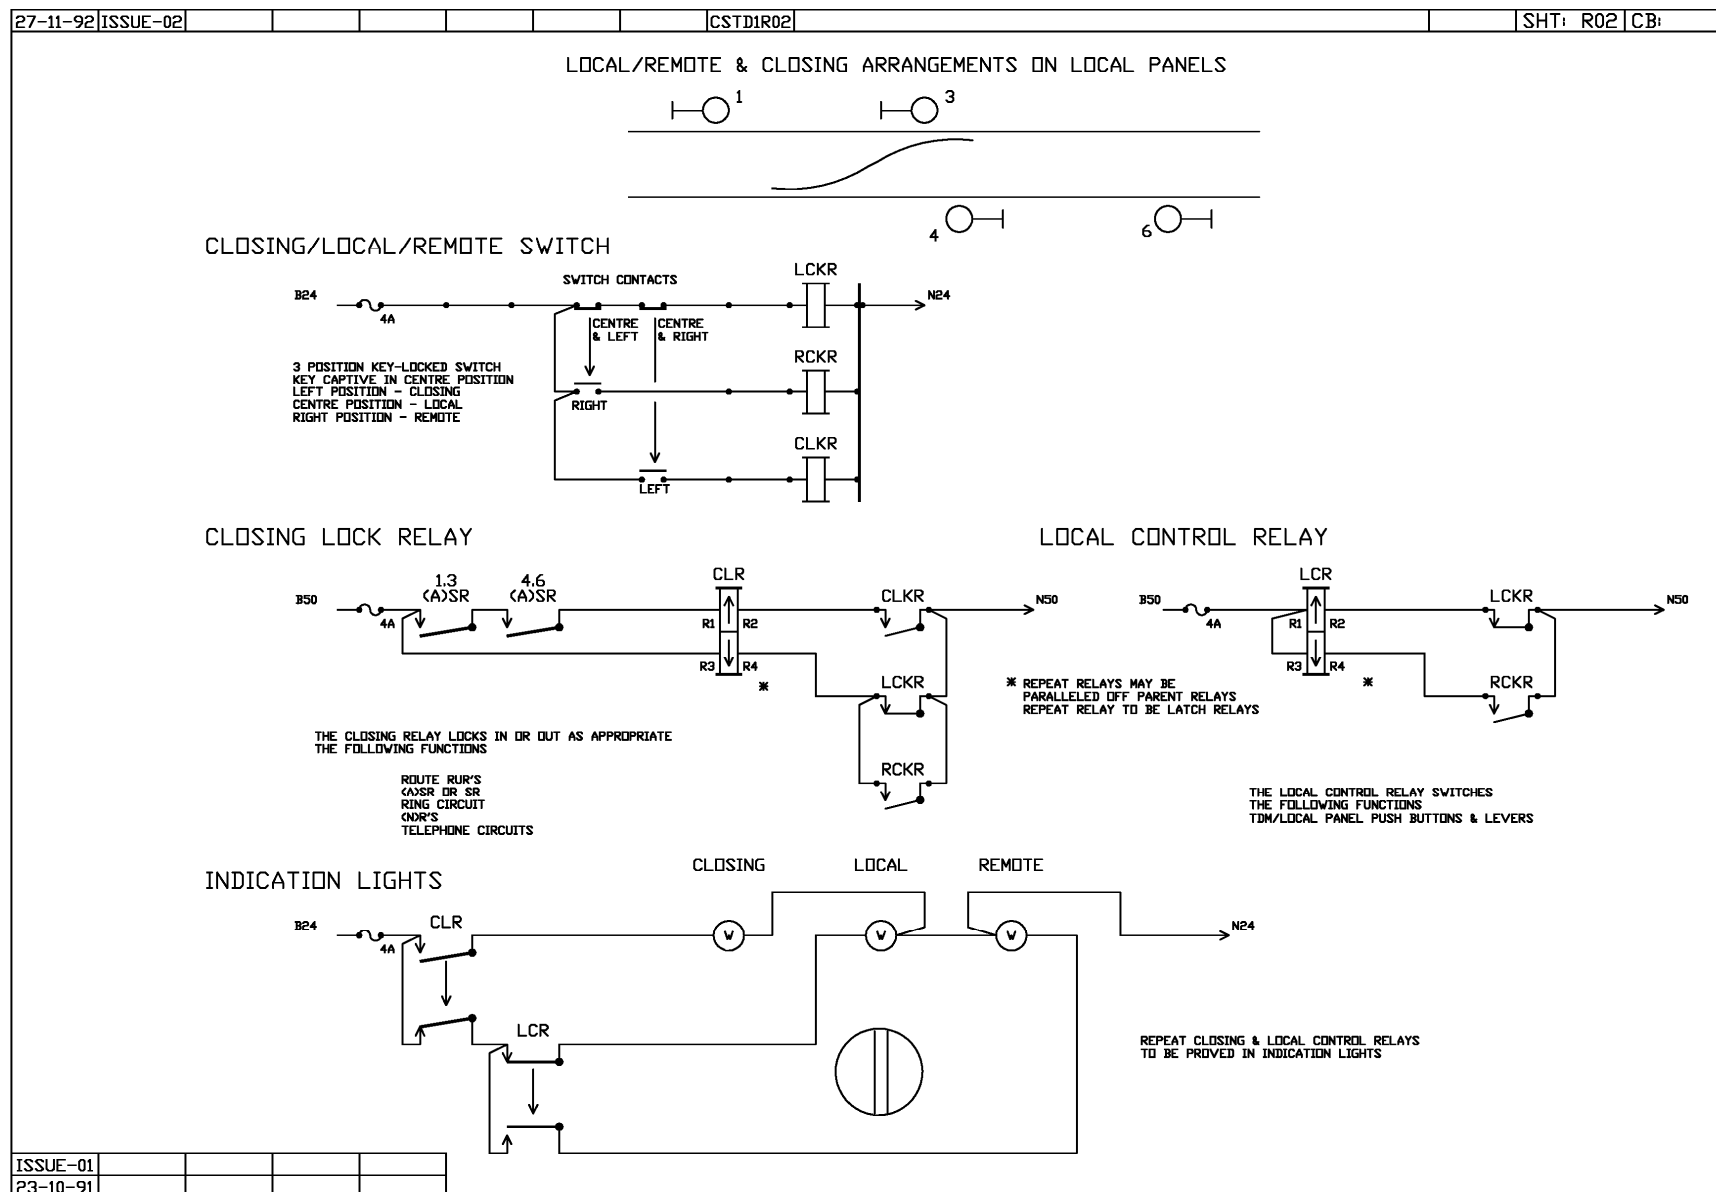 27-11-92 ISSUE-02 CSTD1R02 SHT: R02 CB:
LOCAL/REMOTE & CLOSING ARRANGEMENTS ON LOCAL PANELS
1 3
4 6
CLOSING/LOCAL/REMOTE SWITCH
SWITCH CONTACTS
LCKR
B24
4A
N24
CENTRE
& LEFT
CENTRE
& RIGHT
RCKR
3 POSITION KEY-LOCKED SWITCH
KEY CAPTIVE IN CENTRE POSITION
LEFT POSITION - CLOSING
CENTRE POSITION - LOCAL
RIGHT POSITION - REMOTE
RIGHT
CLKR
LEFT
CLOSING LOCK RELAY
1,3
(A)SR
4,6
(A)SR
CLR
CLKR
B50
4A
N50
R1 R2
R3 R4
*
LCKR
RCKR
* REPEAT RELAYS MAY BE
PARALLELED OFF PARENT RELAYS
REPEAT RELAY TO BE LATCH RELAYS
THE CLOSING RELAY LOCKS IN OR OUT AS APPROPRIATE
THE FOLLOWING FUNCTIONS
ROUTE RUR'S
(A)SR OR SR
RING CIRCUIT
(N)R'S
TELEPHONE CIRCUITS
LOCAL CONTROL RELAY
LCR
LCKR
B50
4A
N50
R1 R2
R3 R4
*
RCKR
THE LOCAL CONTROL RELAY SWITCHES
THE FOLLOWING FUNCTIONS
TDM/LOCAL PANEL PUSH BUTTONS & LEVERS
INDICATION LIGHTS
CLOSING LOCAL REMOTE
B24
4A
CLR
W W W
N24
LCR
REPEAT CLOSING & LOCAL CONTROL RELAYS
TO BE PROVED IN INDICATION LIGHTS
ISSUE-01
23-10-91